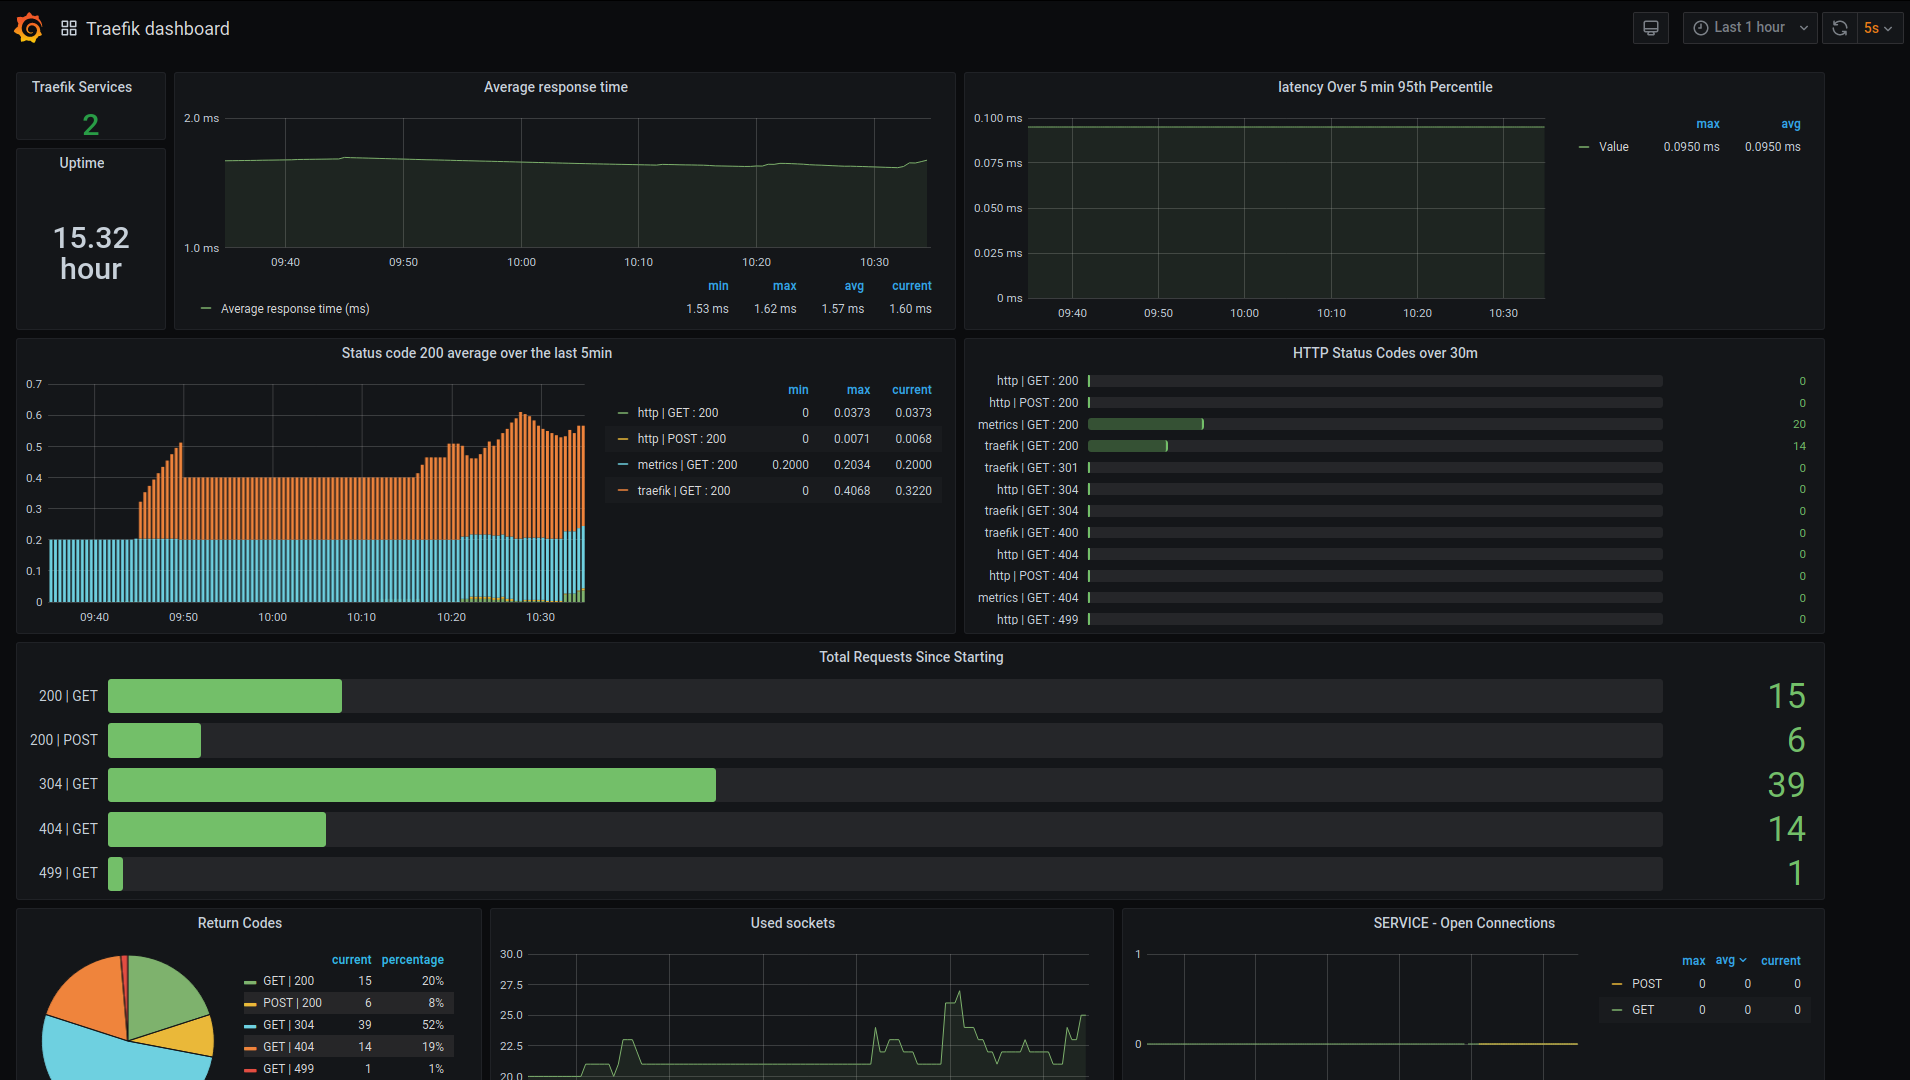 Traefik dashboard
Last 1 hour
5s
Traefik Services
2
Uptime
15.32
hour
Average response time
2.0 ms
1.0 ms
09:40 09:50 10:00 10:10 10:20 10:30
min max avg current
Average response time (ms) 1.53 ms 1.62 ms 1.57 ms 1.60 ms
latency Over 5 min 95th Percentile
0.100 ms
0.075 ms
0.050 ms
0.025 ms
0 ms
09:40 09:50 10:00 10:10 10:20 10:30
max avg
Value 0.0950 ms 0.0950 ms
Status code 200 average over the last 5min
0.7
0.6
0.5
0.4
0.3
0.2
0.1
0
09:40 09:50 10:00 10:10 10:20 10:30
min max current
http | GET : 200 0 0.0373 0.0373
http | POST : 200 0 0.0071 0.0068
metrics | GET : 200 0.2000 0.2034 0.2000
traefik | GET : 200 0 0.4068 0.3220
HTTP Status Codes over 30m
http | GET : 200 0
http | POST : 200 0
metrics | GET : 200 20
traefik | GET : 200 14
traefik | GET : 301 0
http | GET : 304 0
traefik | GET : 304 0
traefik | GET : 400 0
http | GET : 404 0
http | POST : 404 0
metrics | GET : 404 0
http | GET : 499 0
Total Requests Since Starting
200 | GET 15
200 | POST 6
304 | GET 39
404 | GET 14
499 | GET 1
Return Codes
current percentage
GET | 200 15 20%
POST | 200 6 8%
GET | 304 39 52%
GET | 404 14 19%
GET | 499 1 1%
Used sockets
30.0
27.5
25.0
22.5
20.0
SERVICE - Open Connections
1
0
max avg current
POST 0 0 0
GET 0 0 0